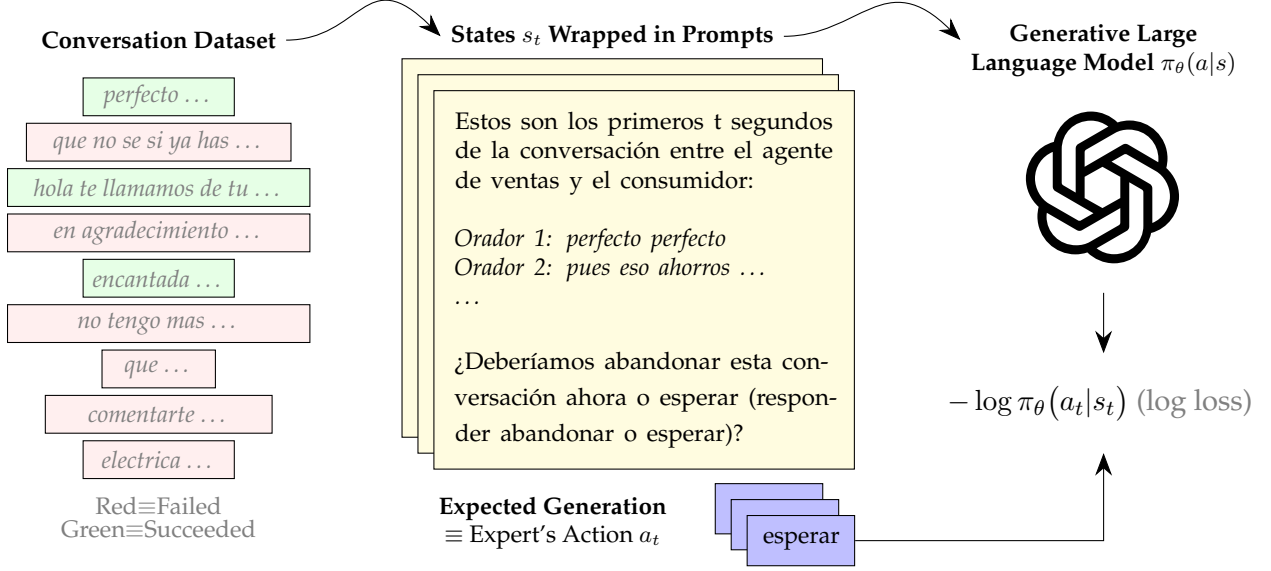 Conversation Dataset
perfecto ...
que no se si ya has ...
hola te llamamos de tu ...
en agradecimiento ...
encantada ...
no tengo mas ...
que ...
comentarte ...
electrica ...
Red≡Failed
Green≡Succeeded
States s_t Wrapped in Prompts
Estos son los primeros t segundos
de la conversación entre el agente
de ventas y el consumidor:
Orador 1: perfecto perfecto
Orador 2: pues eso ahorros ...
...
¿Deberíamos abandonar esta con-
versación ahora o esperar (respon-
der abandonar o esperar)?
Expected Generation
≡ Expert's Action a_t
esperar
Generative Large
Language Model π_θ(a|s)
− log π_θ(a_t|s_t) (log loss)